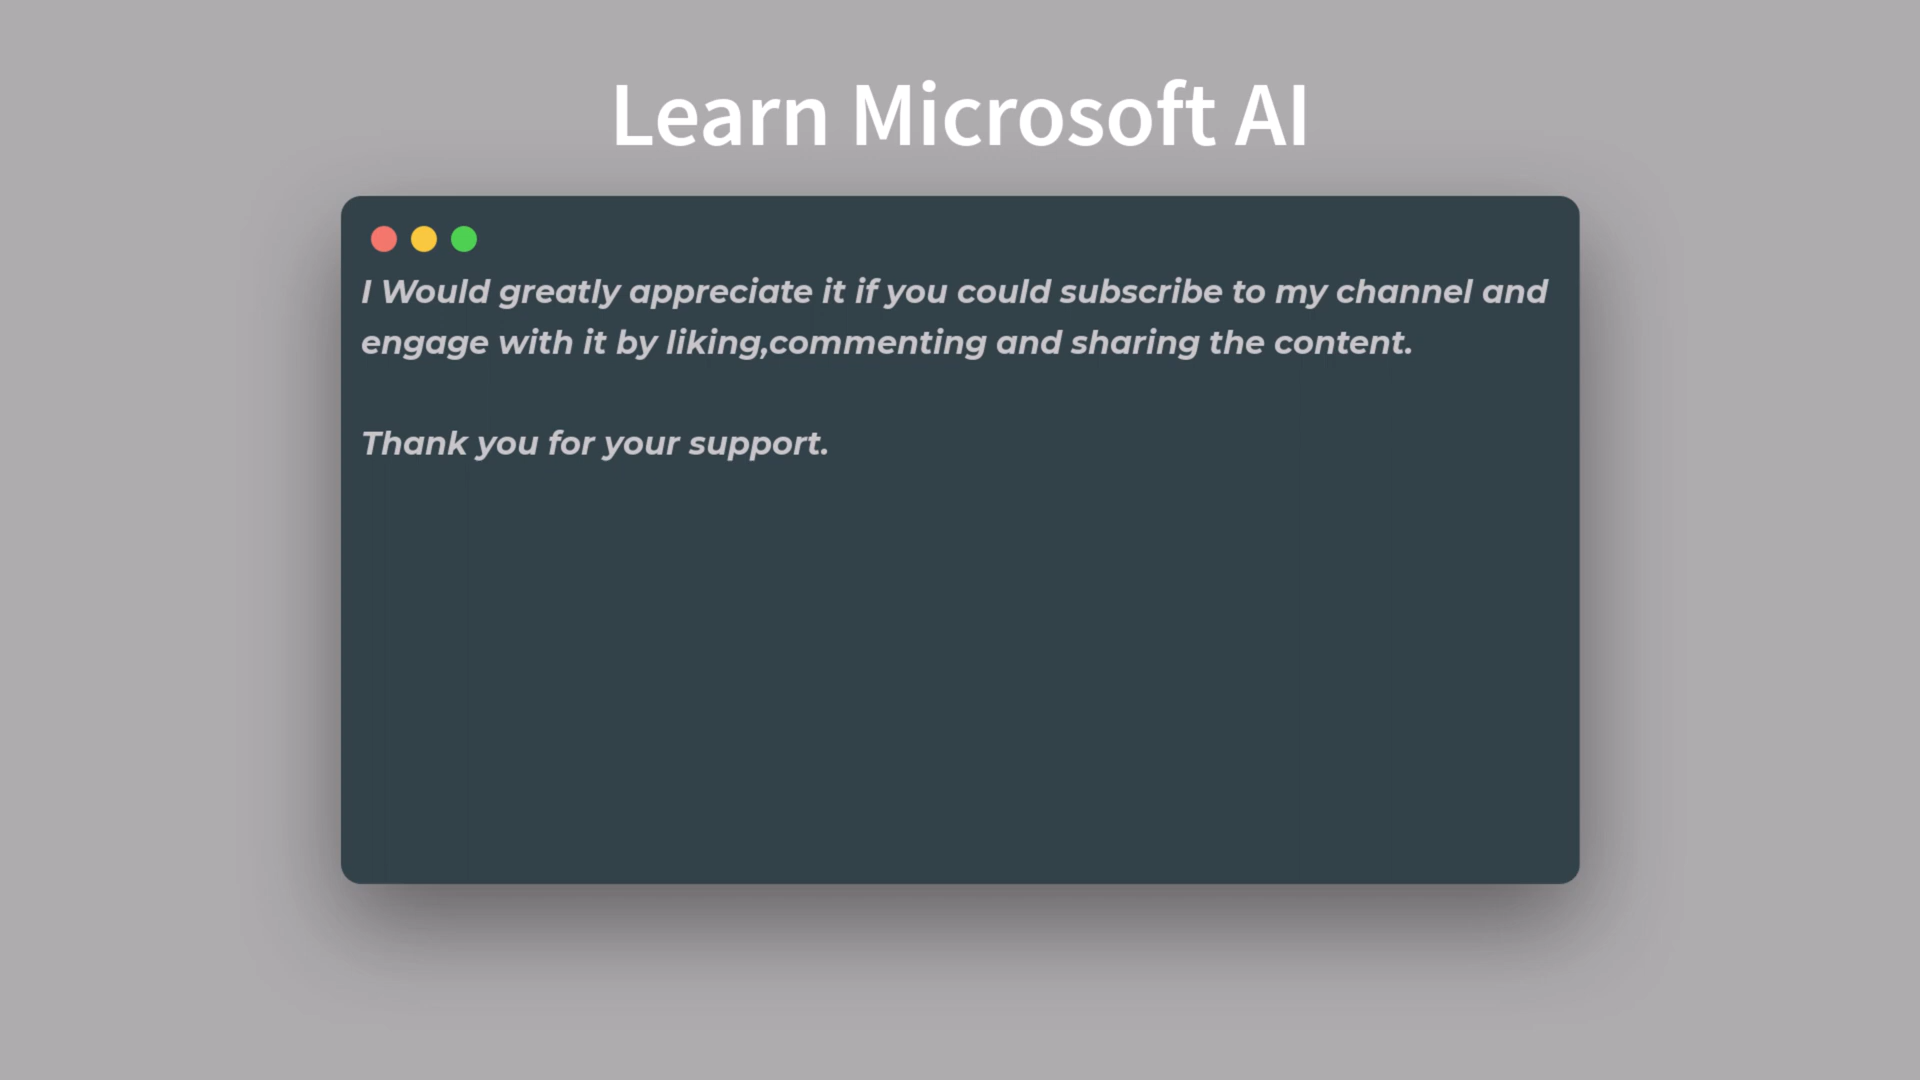 Learn Microsoft AI
I Would greatly appreciate it if you could subscribe to my channel and
engage with it by liking,commenting and sharing the content.
Thank you for your support.